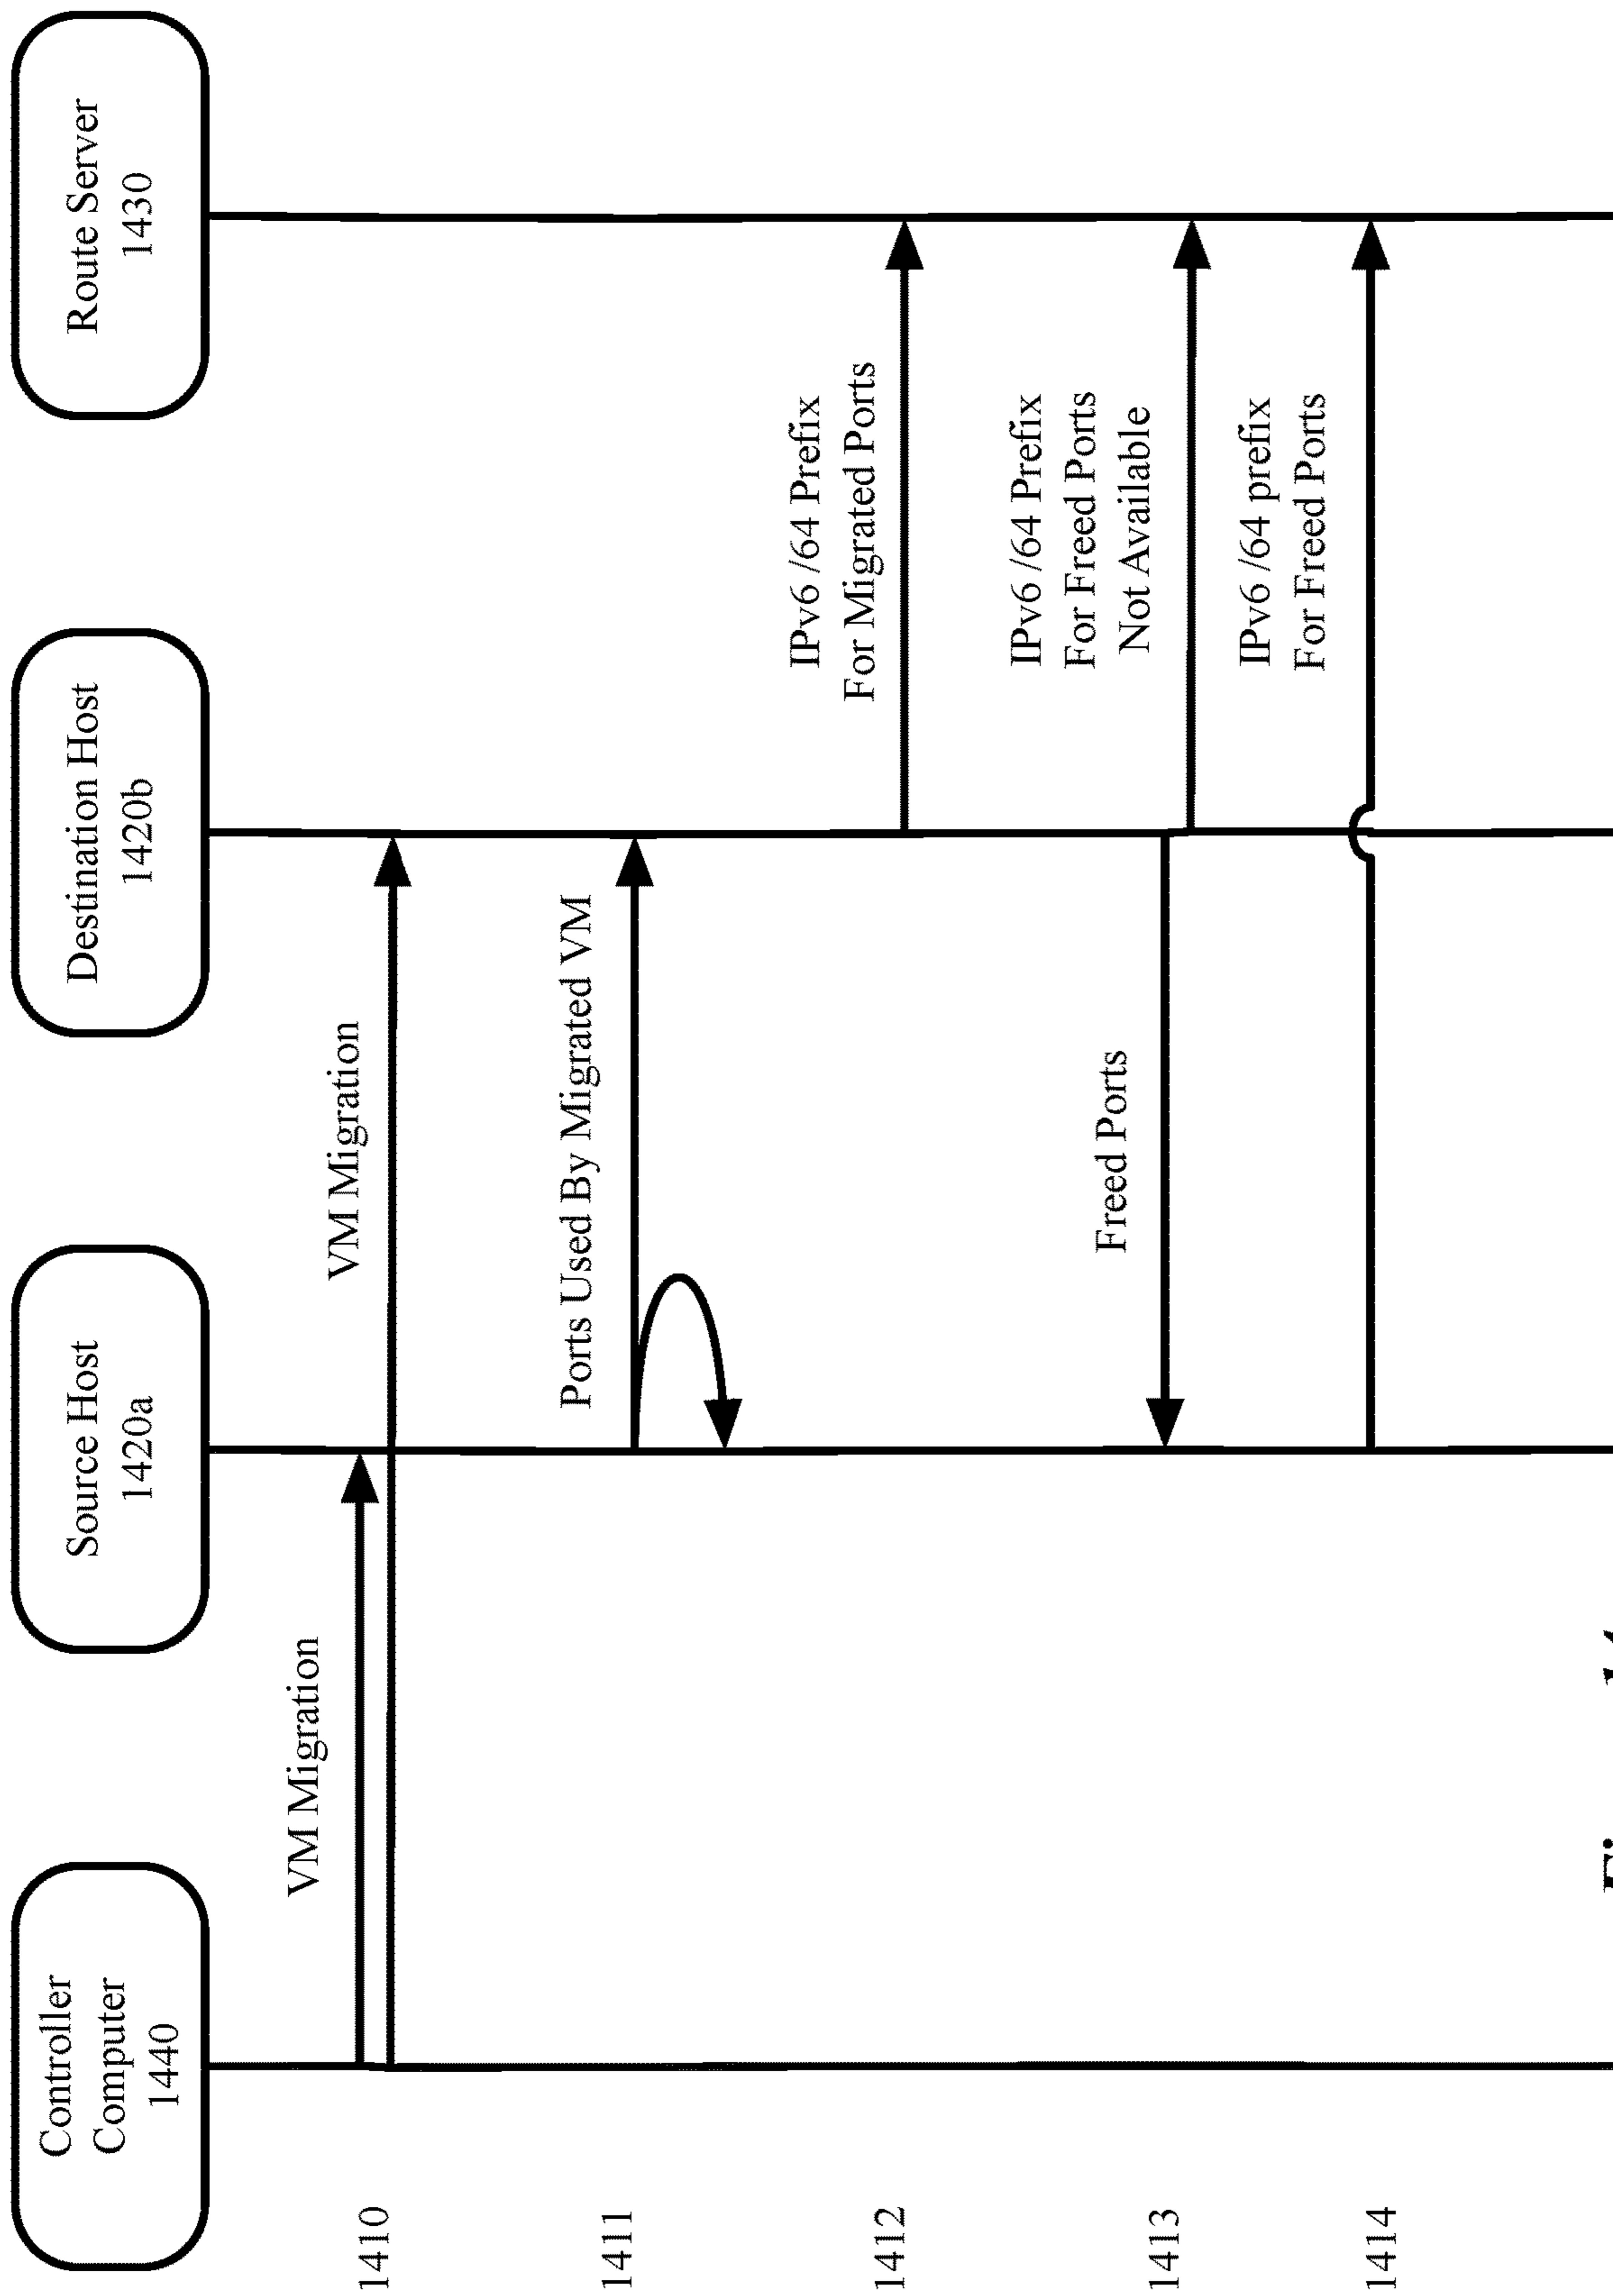 Controller
Computer
1440
Source Host
1420a
Destination Host
1420b
Route Server
1430
1410
VM Migration
VM Migration
1411
Ports Used By Migrated VM
1412
IPv6 /64 Prefix
For Migrated Ports
1413
Freed Ports
IPv6 /64 Prefix
For Freed Ports
Not Available
1414
IPv6 /64 prefix
For Freed Ports